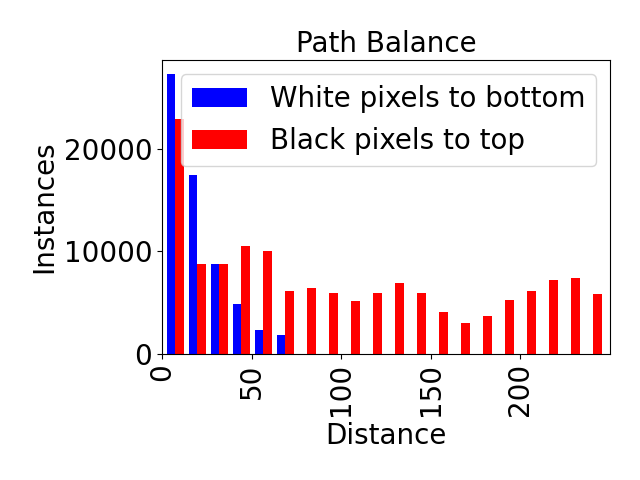 Path Balance
White pixels to bottom
Black pixels to top
Instances
20000
10000
0
0
50
100
150
200
Distance